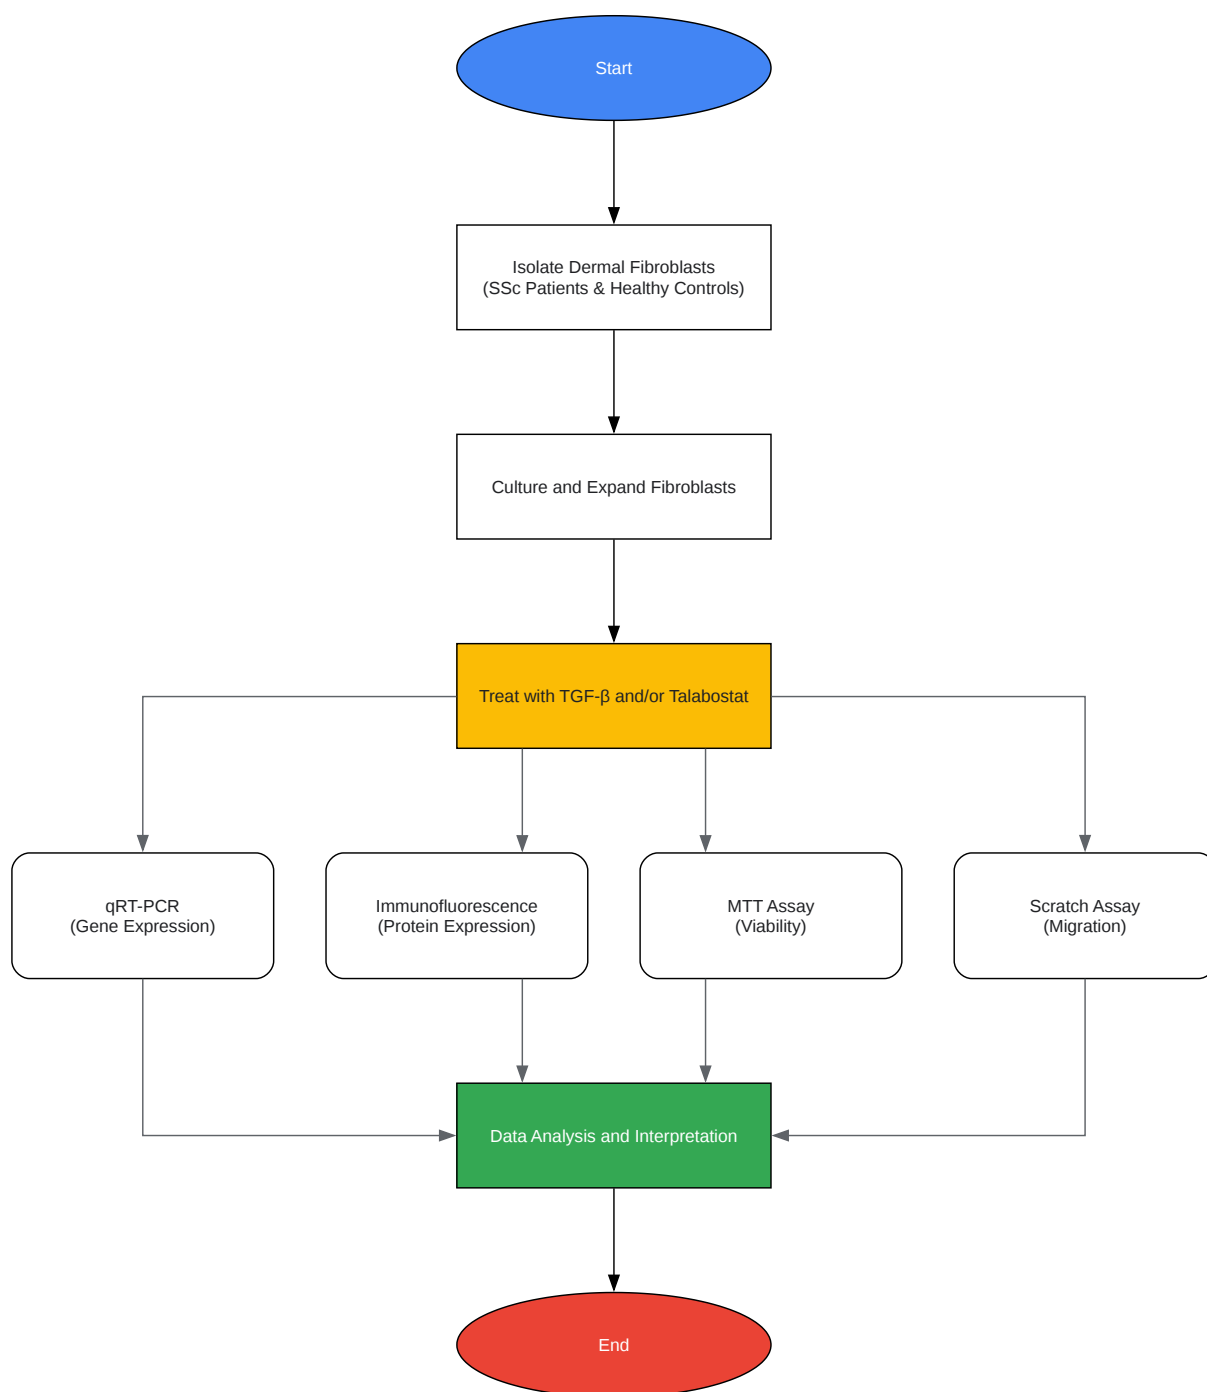 Start
Isolate Dermal Fibroblasts
(SSc Patients & Healthy Controls)
Culture and Expand Fibroblasts
Treat with TGF-β and/or Talabostat
qRT-PCR
(Gene Expression)
Immunofluorescence
(Protein Expression)
MTT Assay
(Viability)
Scratch Assay
(Migration)
Data Analysis and Interpretation
End